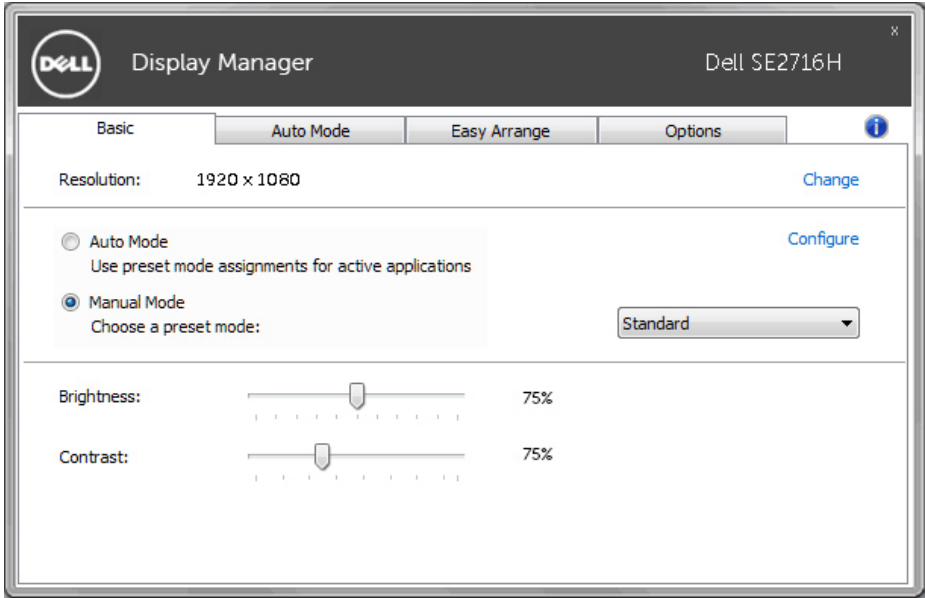 x
DELL Display Manager Dell SE2716H
Basic Auto Mode Easy Arrange Options i
Resolution: 1920 x 1080 Change
Auto Mode Configure
Use preset mode assignments for active applications
Manual Mode
Choose a preset mode: Standard
Brightness: 75%
Contrast: 75%